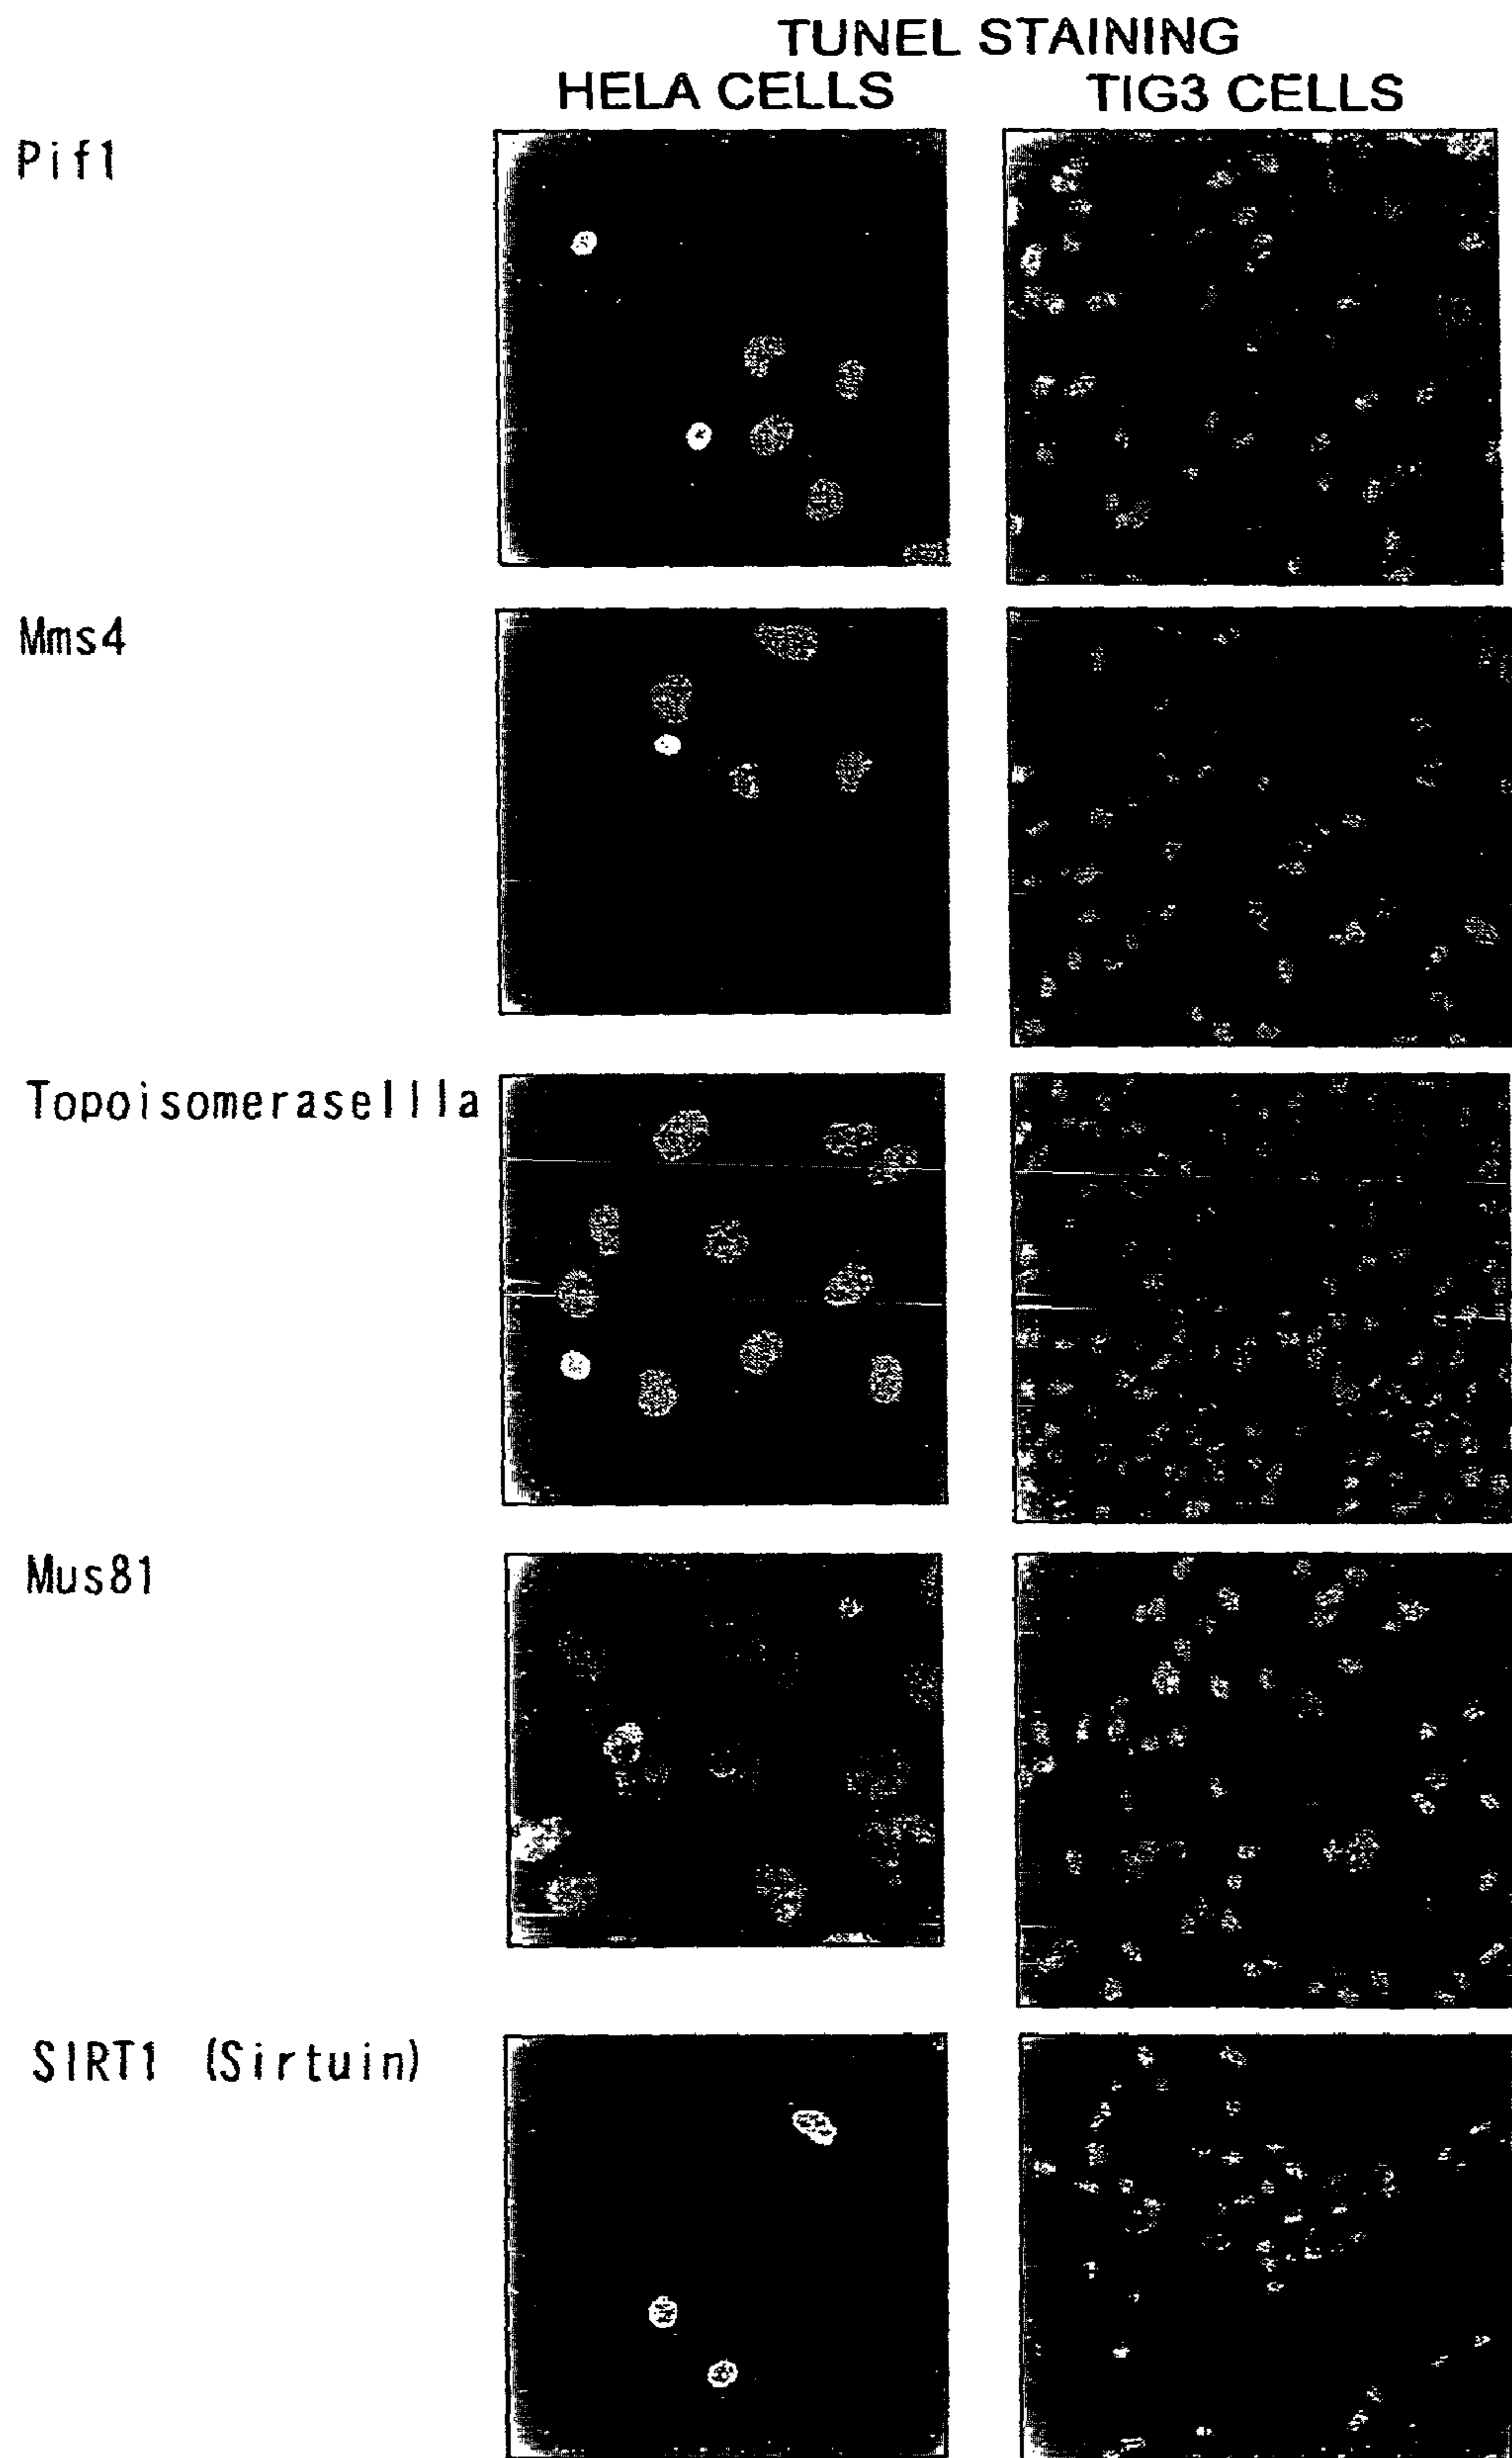 TUNEL STAINING
HELA CELLS TIG3 CELLS
Pif1
Mms4
TopoisomeraseIIIa
Mus81
SIRT1 (Sirtuin)